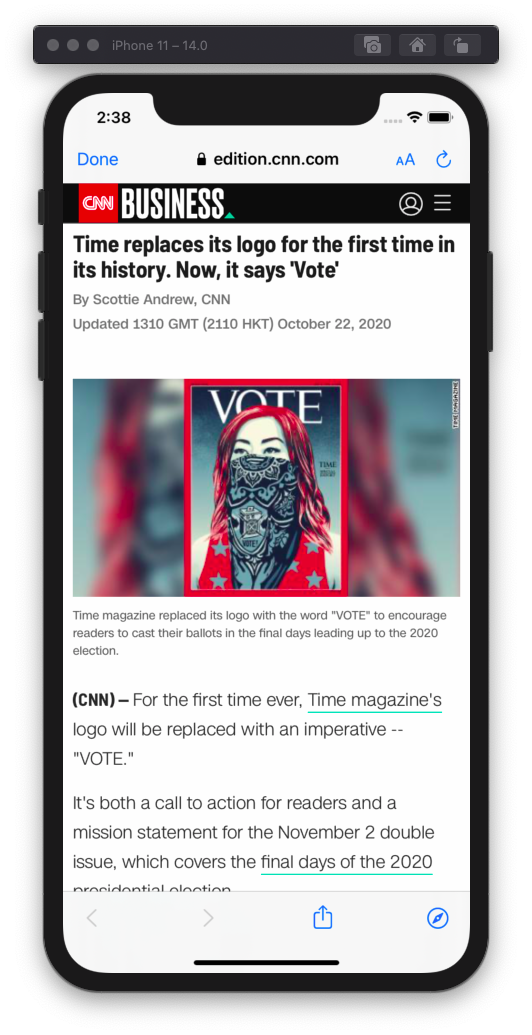 iPhone 11 – 14.0
2:38
Done
edition.cnn.com
AA
CNN BUSINESS
Time replaces its logo for the first time in
its history. Now, it says 'Vote'
By Scottie Andrew, CNN
Updated 1310 GMT (2110 HKT) October 22, 2020
VOTE
TIME
VOTE!
TIME MAGAZINE
Time magazine replaced its logo with the word "VOTE" to encourage
readers to cast their ballots in the final days leading up to the 2020
election.
(CNN) — For the first time ever, Time magazine's
logo will be replaced with an imperative --
"VOTE."
It's both a call to action for readers and a
mission statement for the November 2 double
issue, which covers the final days of the 2020
presidential election.